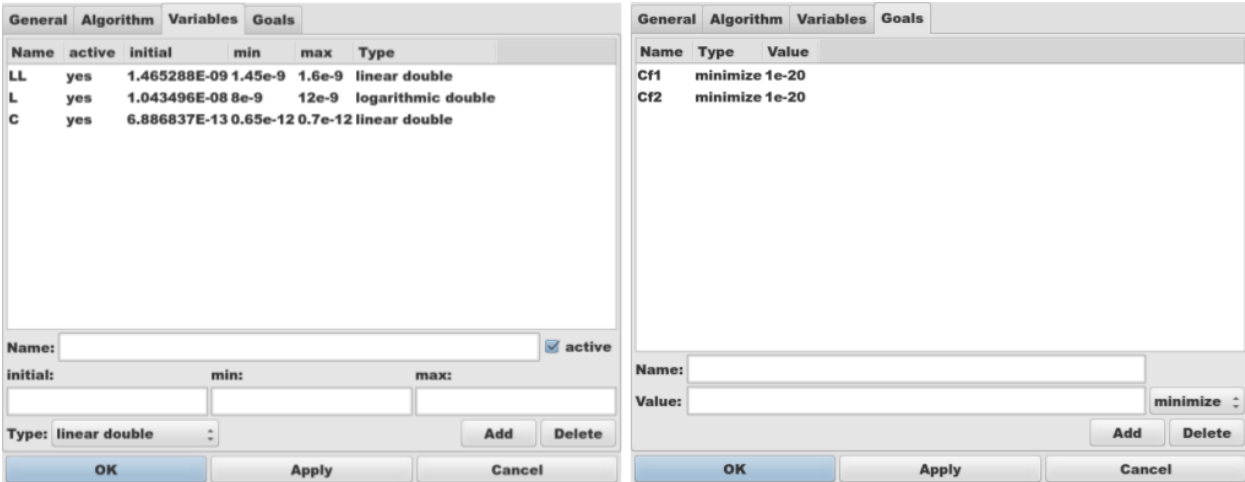 General Algorithm Variables Goals
Name active initial min max Type
LL yes 1.465288E-09 1.45e-9 1.6e-9 linear double
L yes 1.043496E-08 8e-9 12e-9 logarithmic double
C yes 6.886837E-13 0.65e-12 0.7e-12 linear double
Name: active
initial: min: max:
Type: linear double Add Delete
OK Apply Cancel
General Algorithm Variables Goals
Name Type Value
Cf1 minimize 1e-20
Cf2 minimize 1e-20
Name:
Value: minimize
Add Delete
OK Apply Cancel